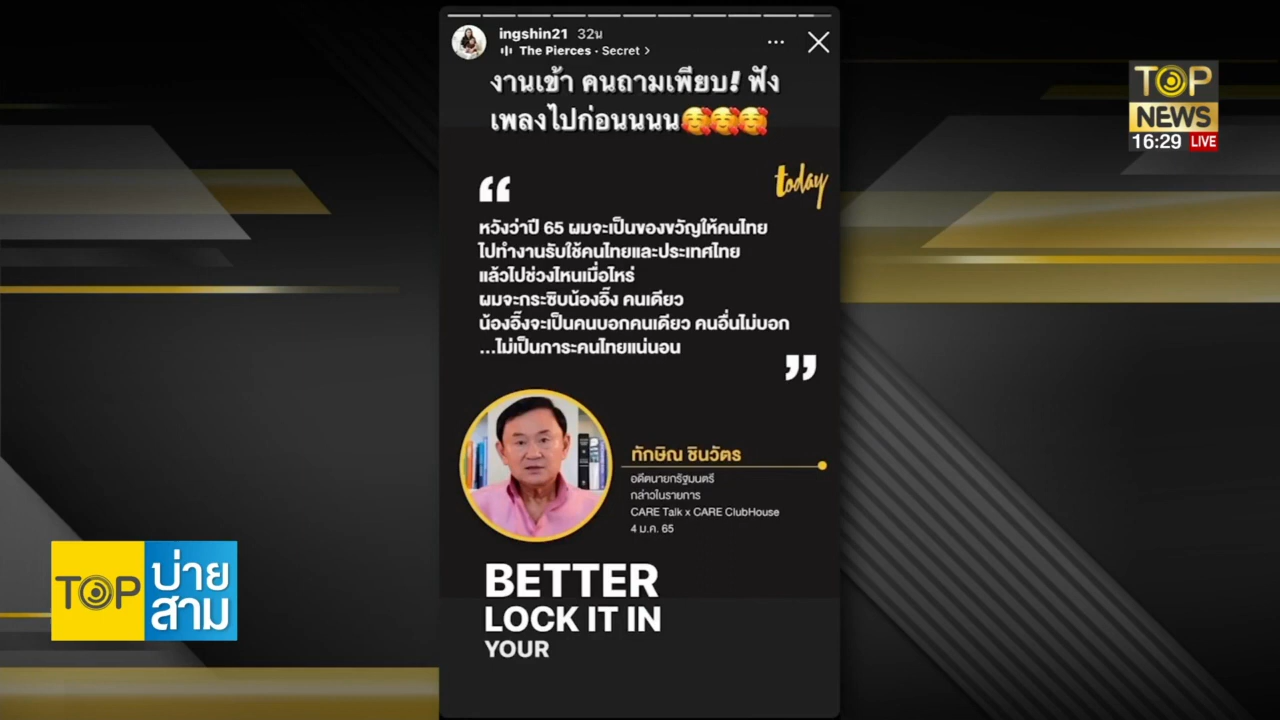 ingshin21 32น
The Pierces · Secret >
งานเข้า คนถามเพียบ! ฟัง
เพลงไปก่อนนนน🥰🥰🥰
TOP
NEWS
16:29 LIVE
today
“
หวังว่าปี 65 ผมจะเป็นของขวัญให้คนไทย
ไปทำงานรับใช้คนไทยและประเทศไทย
แล้วไปช่วงไหนเมื่อไหร่
ผมจะกระซิบน้องอิ๊ง คนเดียว
น้องอิ๊งจะเป็นคนบอกคนเดียว คนอื่นไม่บอก
...ไม่เป็นภาระคนไทยแน่นอน
”
ทักษิณ ชินวัตร
อดีตนายกรัฐมนตรี
กล่าวในรายการ
CARE Talk x CARE ClubHouse
4 ม.ค. 65
BETTER
LOCK IT IN
YOUR
TOP
บ่าย
สาม